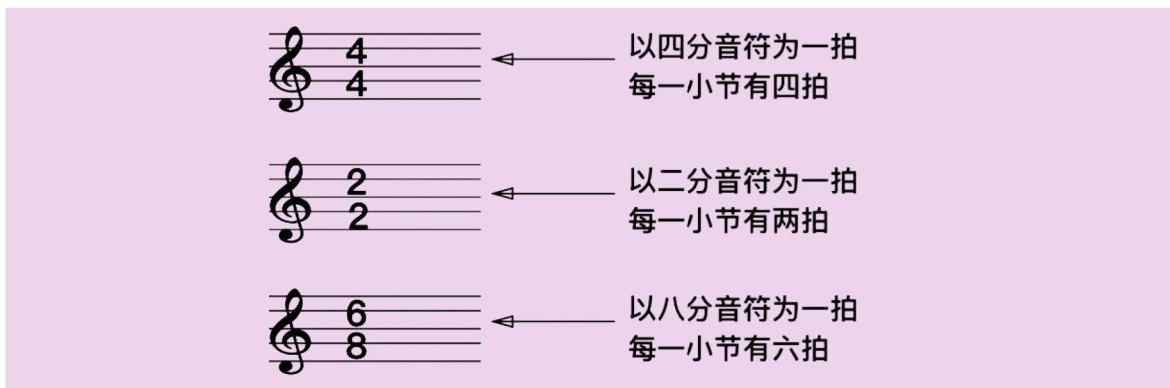 4
4
以四分音符为一拍
每一小节有四拍
2
2
以二分音符为一拍
每一小节有两拍
6
8
以八分音符为一拍
每一小节有六拍